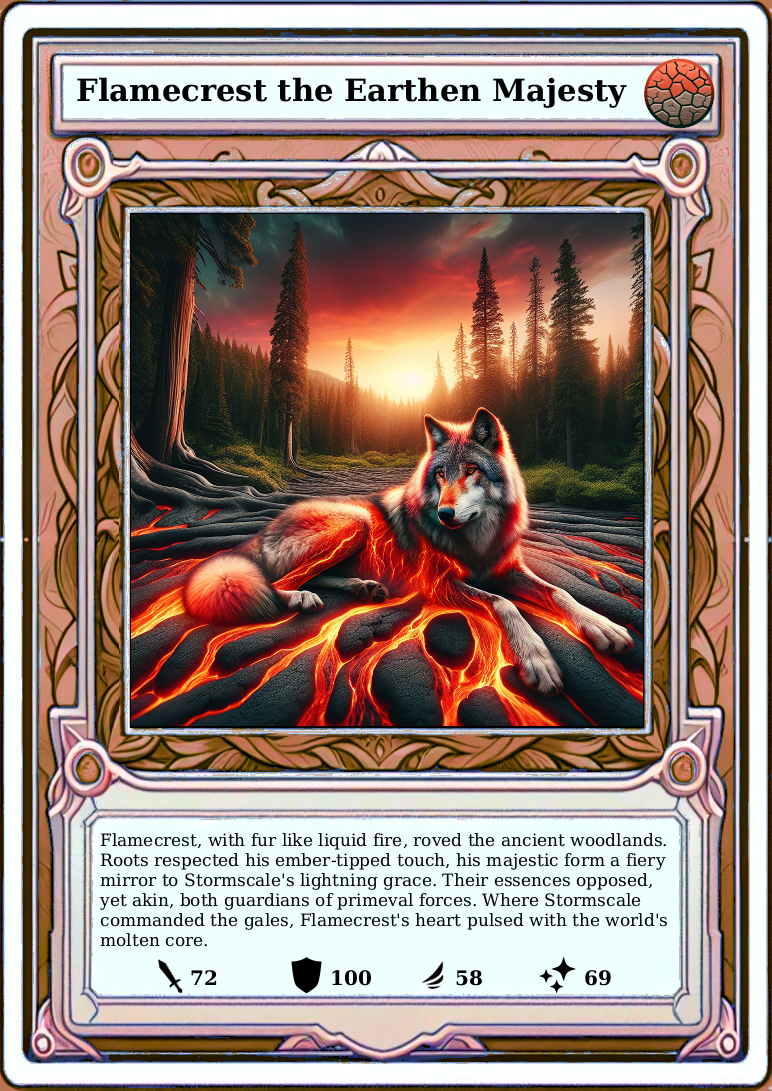 Flamecrest the Earthen Majesty
Flamecrest, with fur like liquid fire, roved the ancient woodlands.
Roots respected his ember-tipped touch, his majestic form a fiery
mirror to Stormscale's lightning grace. Their essences opposed,
yet akin, both guardians of primeval forces. Where Stormscale
commanded the gales, Flamecrest's heart pulsed with the world's
molten core.
72 100 58 69